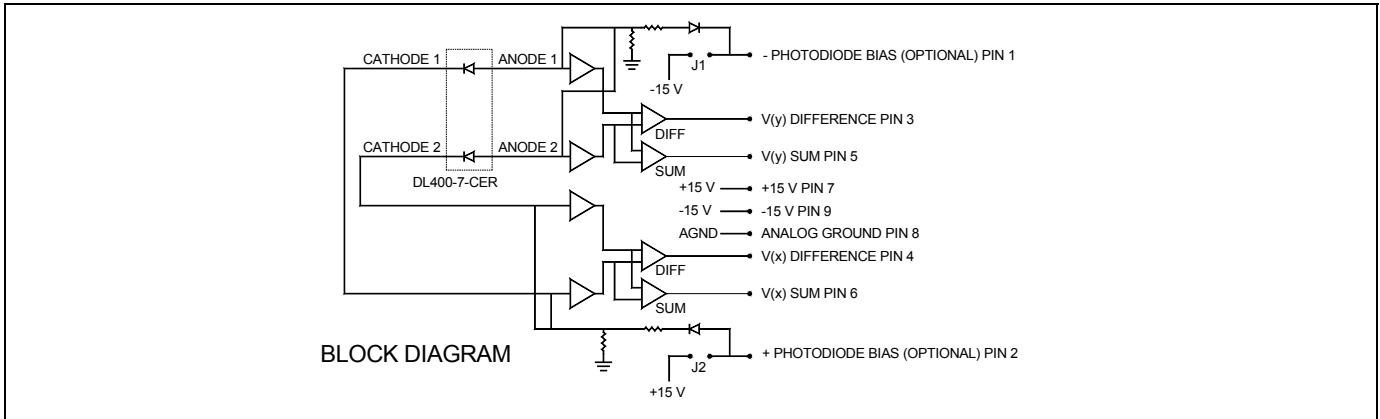 CATHODE 1
ANODE 1
- PHOTODIODE BIAS (OPTIONAL) PIN 1
J1
-15 V
V(y) DIFFERENCE PIN 3
DIFF
CATHODE 2
ANODE 2
V(y) SUM PIN 5
SUM
DL400-7-CER
+15 V
+15 V PIN 7
-15 V
-15 V PIN 9
AGND
ANALOG GROUND PIN 8
V(x) DIFFERENCE PIN 4
DIFF
V(x) SUM PIN 6
SUM
BLOCK DIAGRAM
+ PHOTODIODE BIAS (OPTIONAL) PIN 2
J2
+15 V